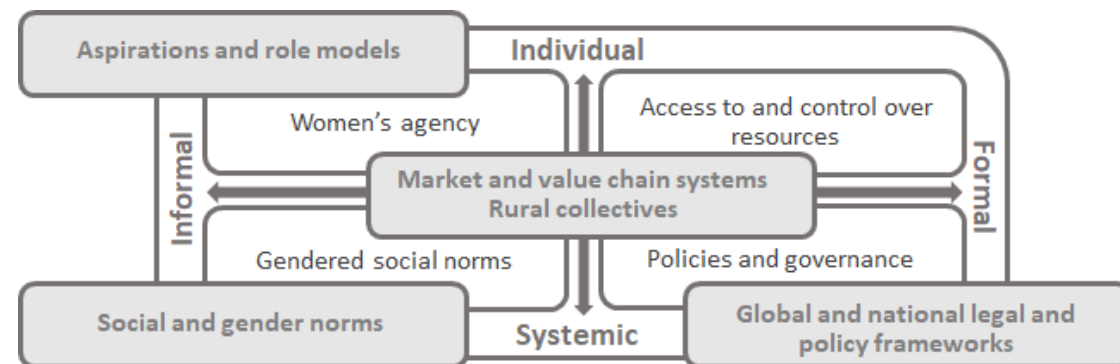 Aspirations and role models
Individual
Women's agency
Access to and control over
resources
Informal
Formal
Market and value chain systems
Rural collectives
Gendered social norms
Policies and governance
Social and gender norms
Systemic
Global and national legal and
policy frameworks